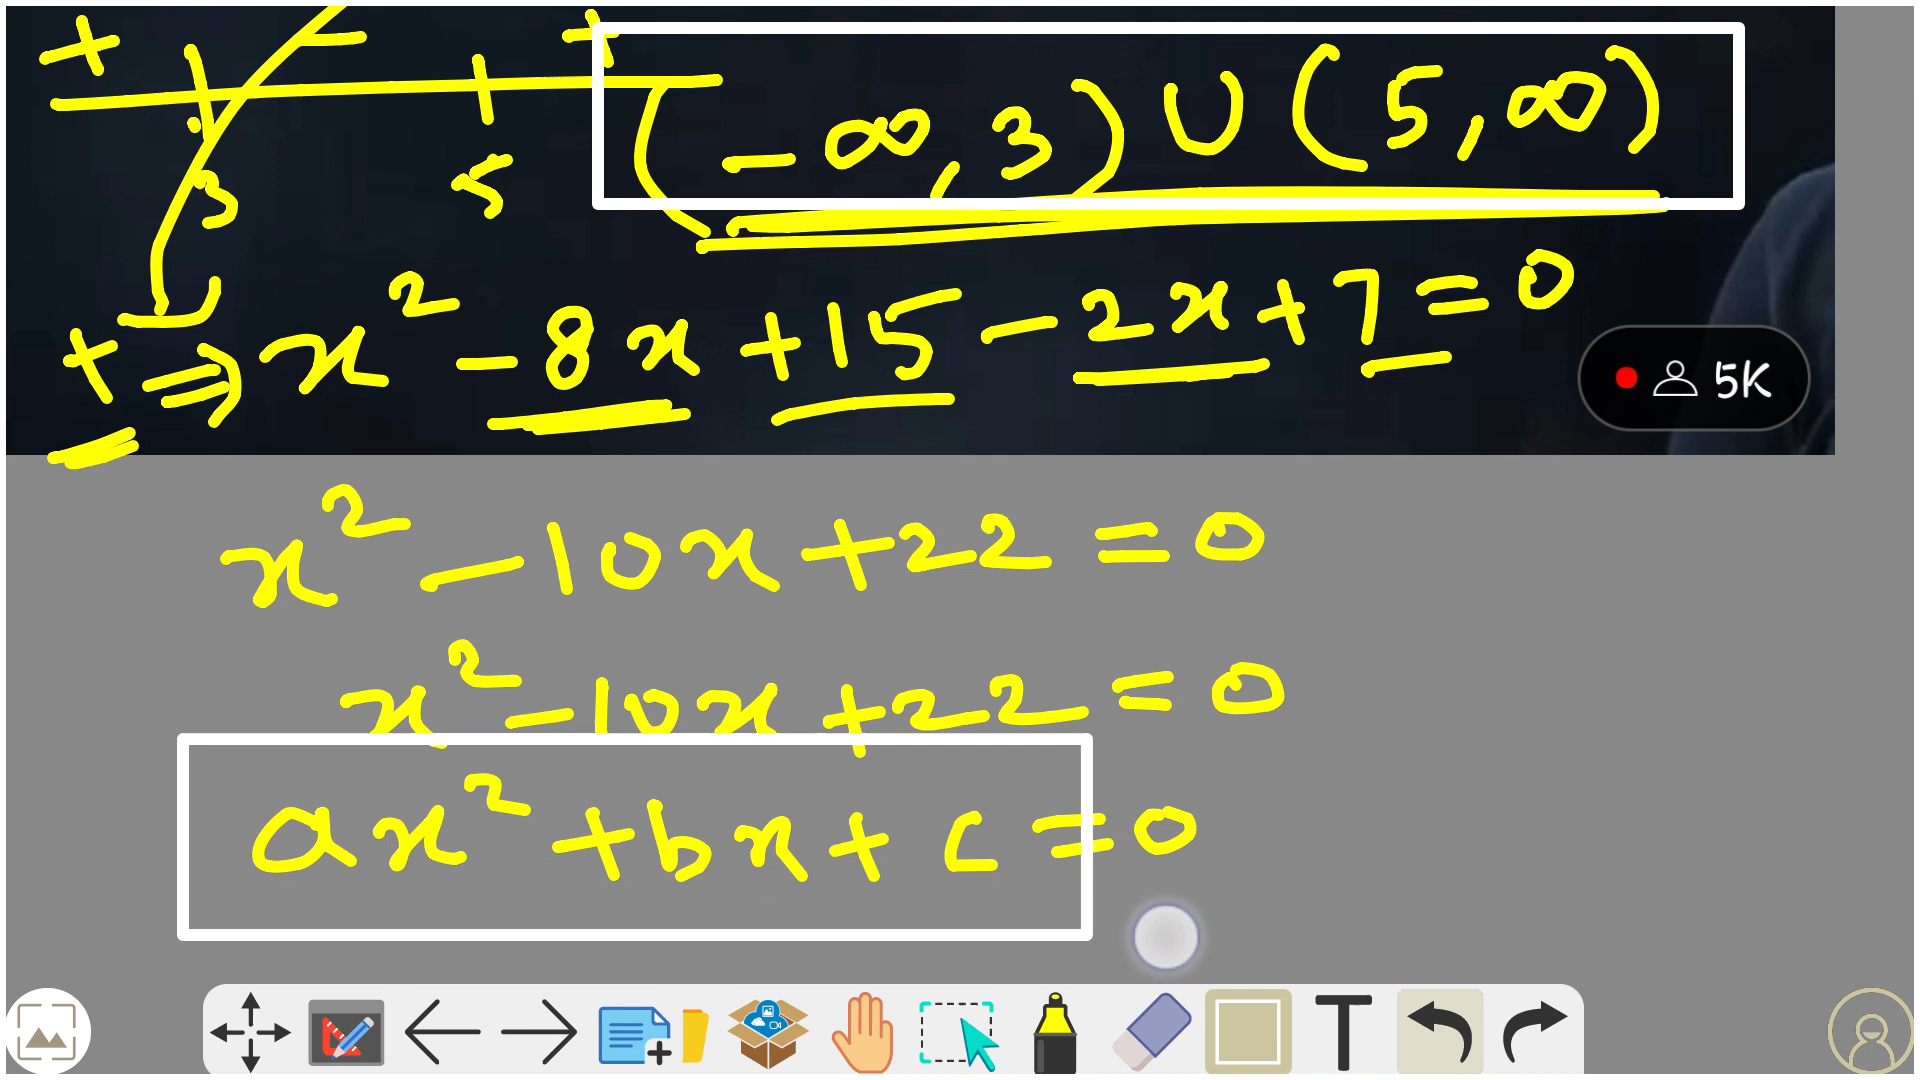 + - +
3 5
(-∞, 3) ∪ (5, ∞)
+ ⇒ x² - 8x + 15 - 2x + 7 = 0
5K
x² - 10x + 22 = 0
x² - 10x + 22 = 0
ax² + bx + c = 0
T